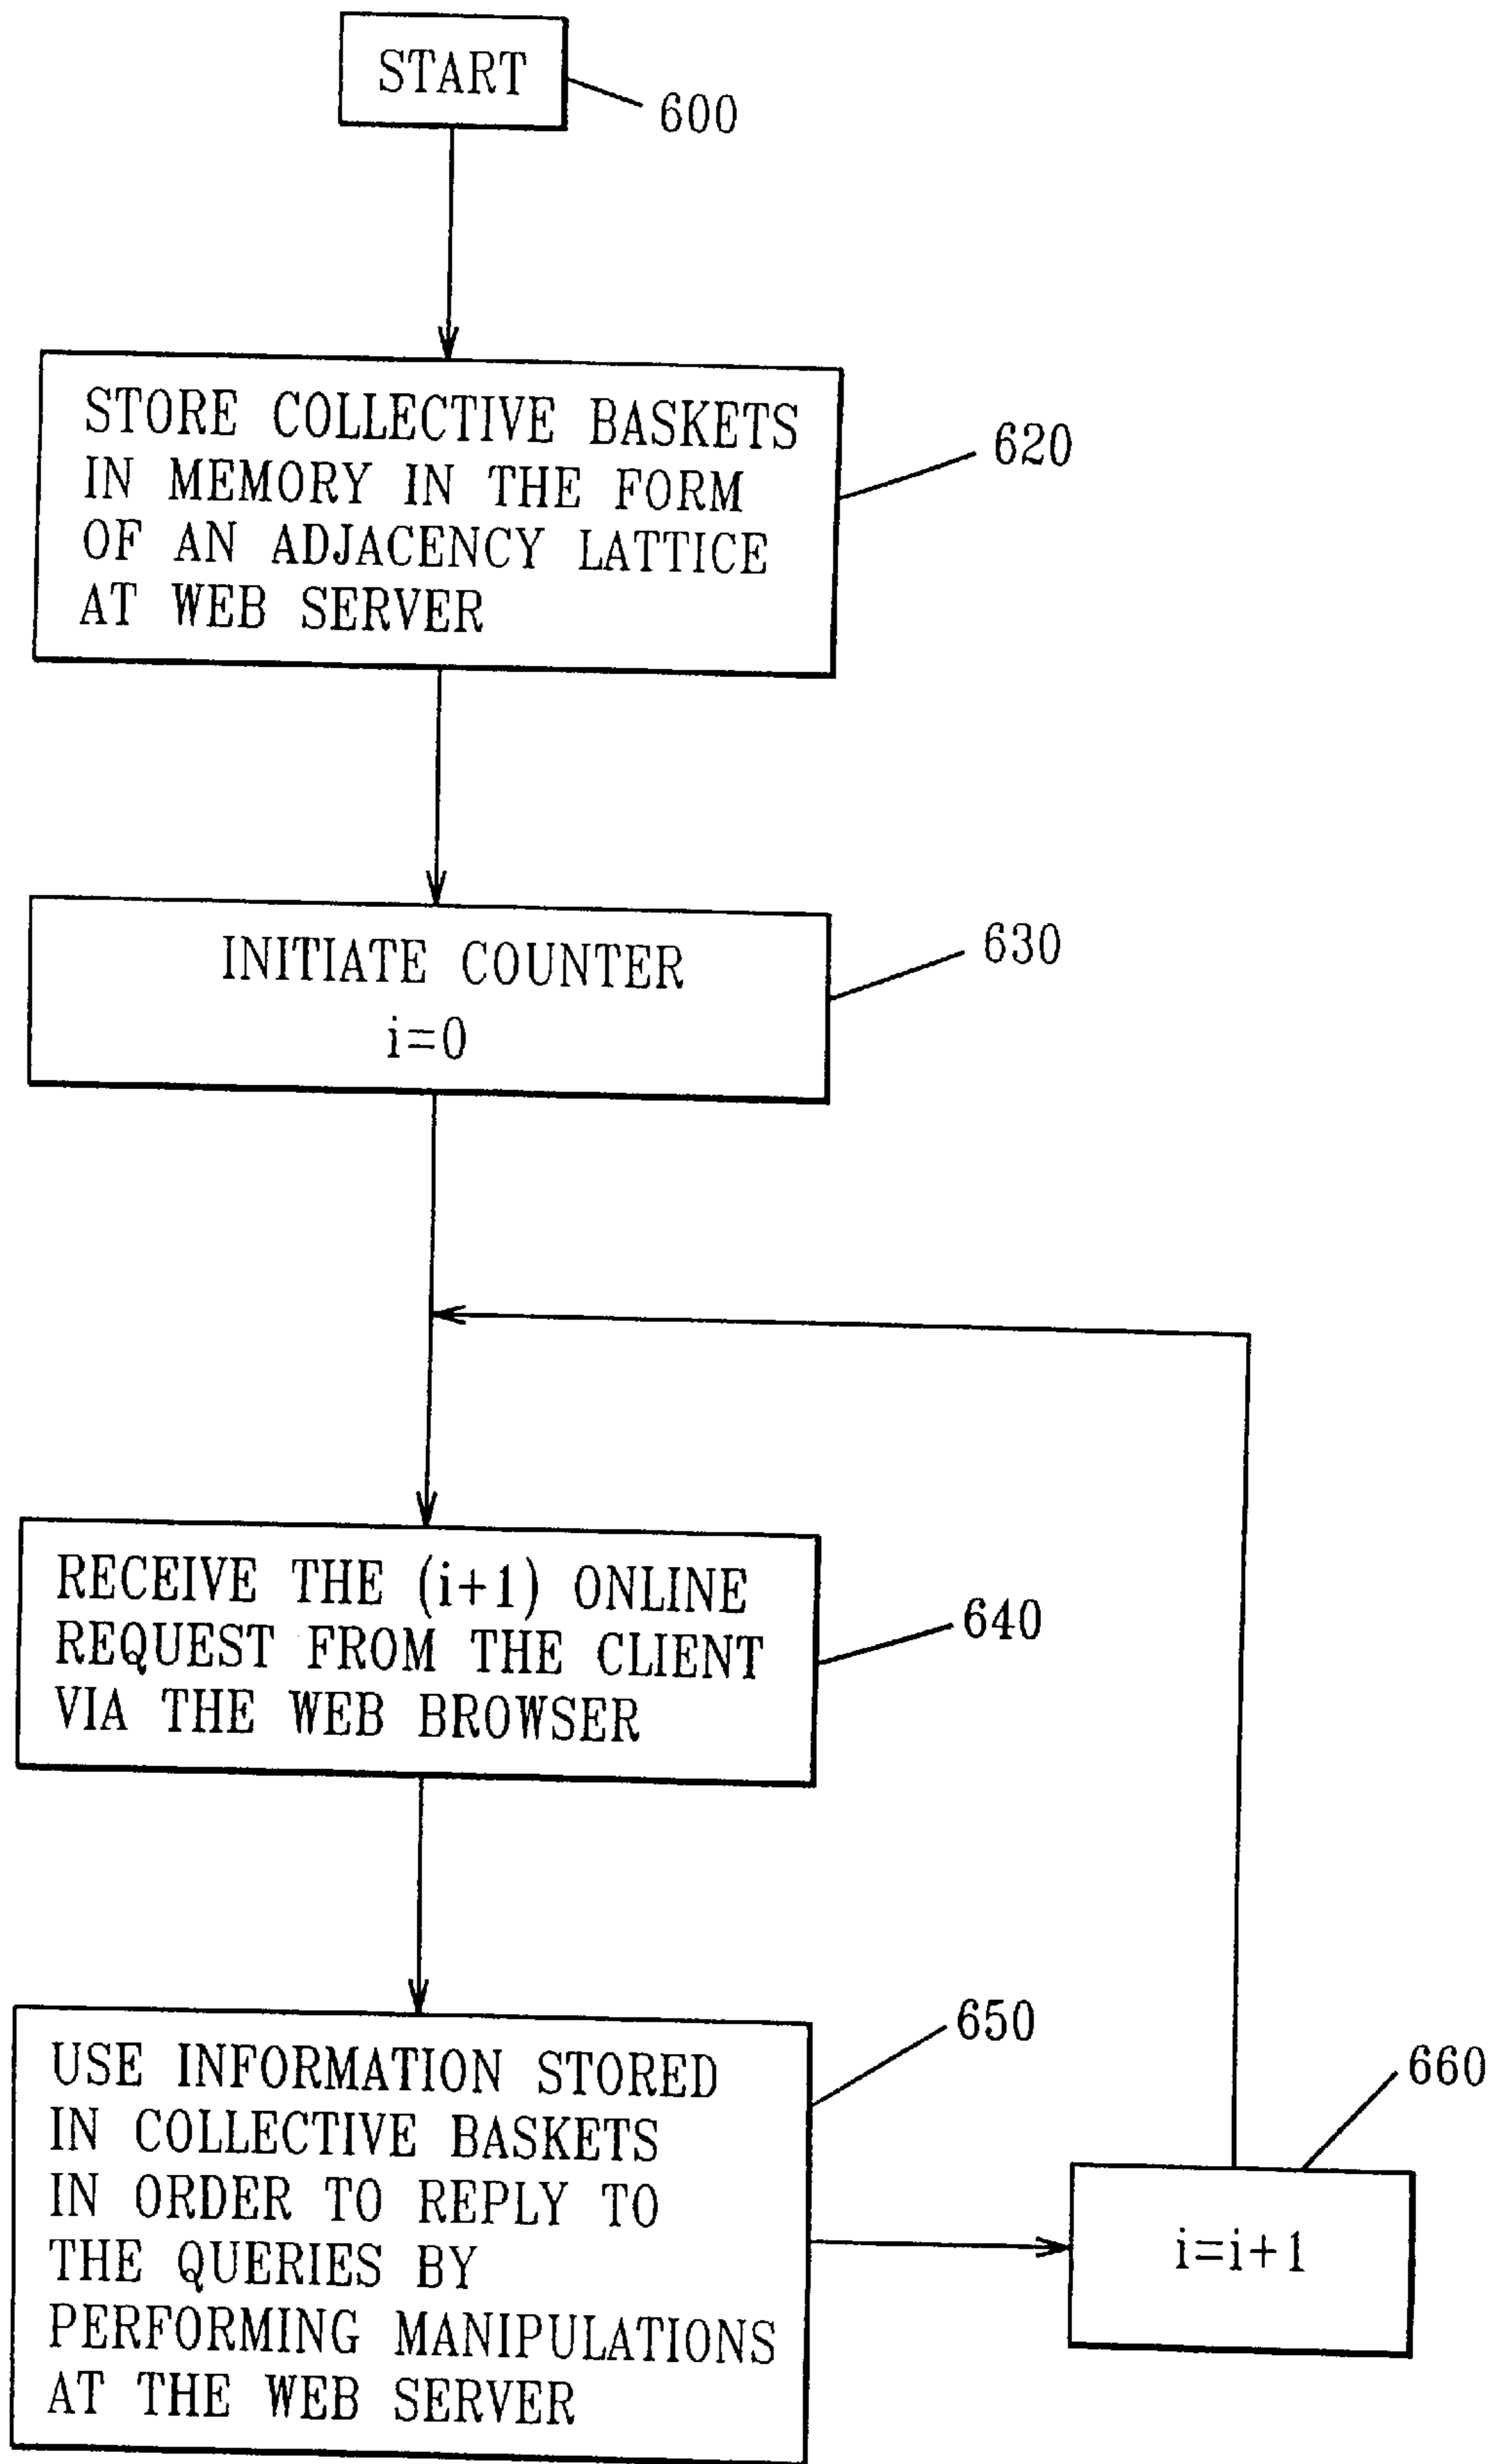 START
600
STORE COLLECTIVE BASKETS
IN MEMORY IN THE FORM
OF AN ADJACENCY LATTICE
AT WEB SERVER
620
INITIATE COUNTER
i=0
630
RECEIVE THE (i+1) ONLINE
REQUEST FROM THE CLIENT
VIA THE WEB BROWSER
640
USE INFORMATION STORED
IN COLLECTIVE BASKETS
IN ORDER TO REPLY TO
THE QUERIES BY
PERFORMING MANIPULATIONS
AT THE WEB SERVER
650
660
i=i+1